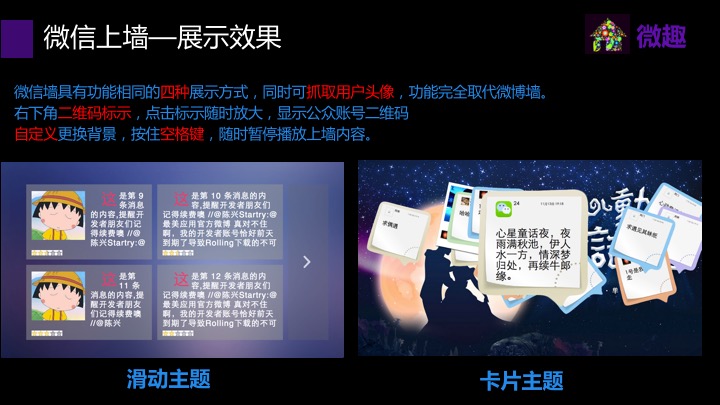 微信上墙—展示效果
微趣
微信墙具有功能相同的四种展示方式，同时可抓取用户头像，功能完全取代微博墙。
右下角二维码标示，点击标示随时放大，显示公众账号二维码
自定义更换背景，按住空格键，随时暂停播放上墙内容。
这是第 9
条消息
的内容,提醒开
发者朋友们记
得续费噢 //@
陈兴Startry:@
这是第 10 条消息的内
容,提醒开发者朋友们
记得续费噢 //@陈兴Startry:@
最美应用官方微博 真对不住
啊，我的开发者账号恰好前天
到期了导致Rolling下载的不可
这是第
11 条
消息的内容,提
醒开发者朋友
们记得续费噢
//@陈兴
这是第 12 条消息的内
容,提醒开发者朋友们
记得续费噢 //@陈兴Startry:@
最美应用官方微博 真对不住
啊，我的开发者账号恰好前天
到期了导致Rolling下载的不可
求偶遇
哈哈
24
心星童话夜，夜
雨满秋池，伊人
水一方，情深梦
归处，再续牛郎
缘。
求遇见其妹纸
滑动主题
卡片主题